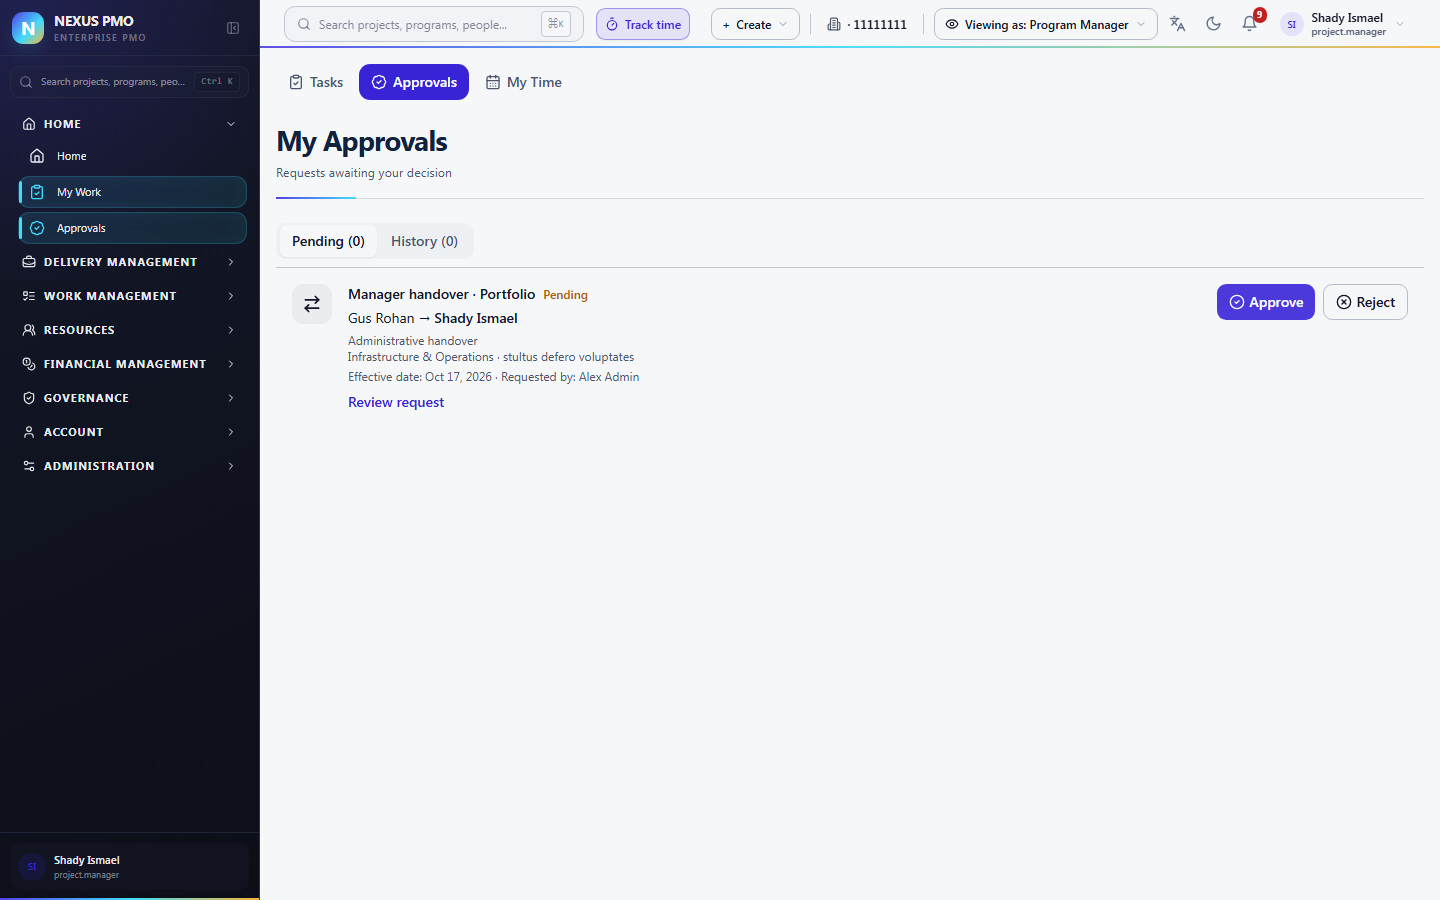 NEXUS PMO
ENTERPRISE PMO
Search projects, programs, peo... Ctrl K
HOME
Home
My Work
Approvals
DELIVERY MANAGEMENT
WORK MANAGEMENT
RESOURCES
FINANCIAL MANAGEMENT
GOVERNANCE
ACCOUNT
ADMINISTRATION
SI
Shady Ismael
project.manager
Search projects, programs, people... ⌘K
Track time
+ Create
· 11111111
Viewing as: Program Manager
9
SI
Shady Ismael
project.manager
Tasks
Approvals
My Time
My Approvals
Requests awaiting your decision
Pending (0)
History (0)
Manager handover · Portfolio Pending
Gus Rohan → Shady Ismael
Administrative handover
Infrastructure & Operations · stultus defero voluptates
Effective date: Oct 17, 2026 · Requested by: Alex Admin
Review request
Approve
Reject